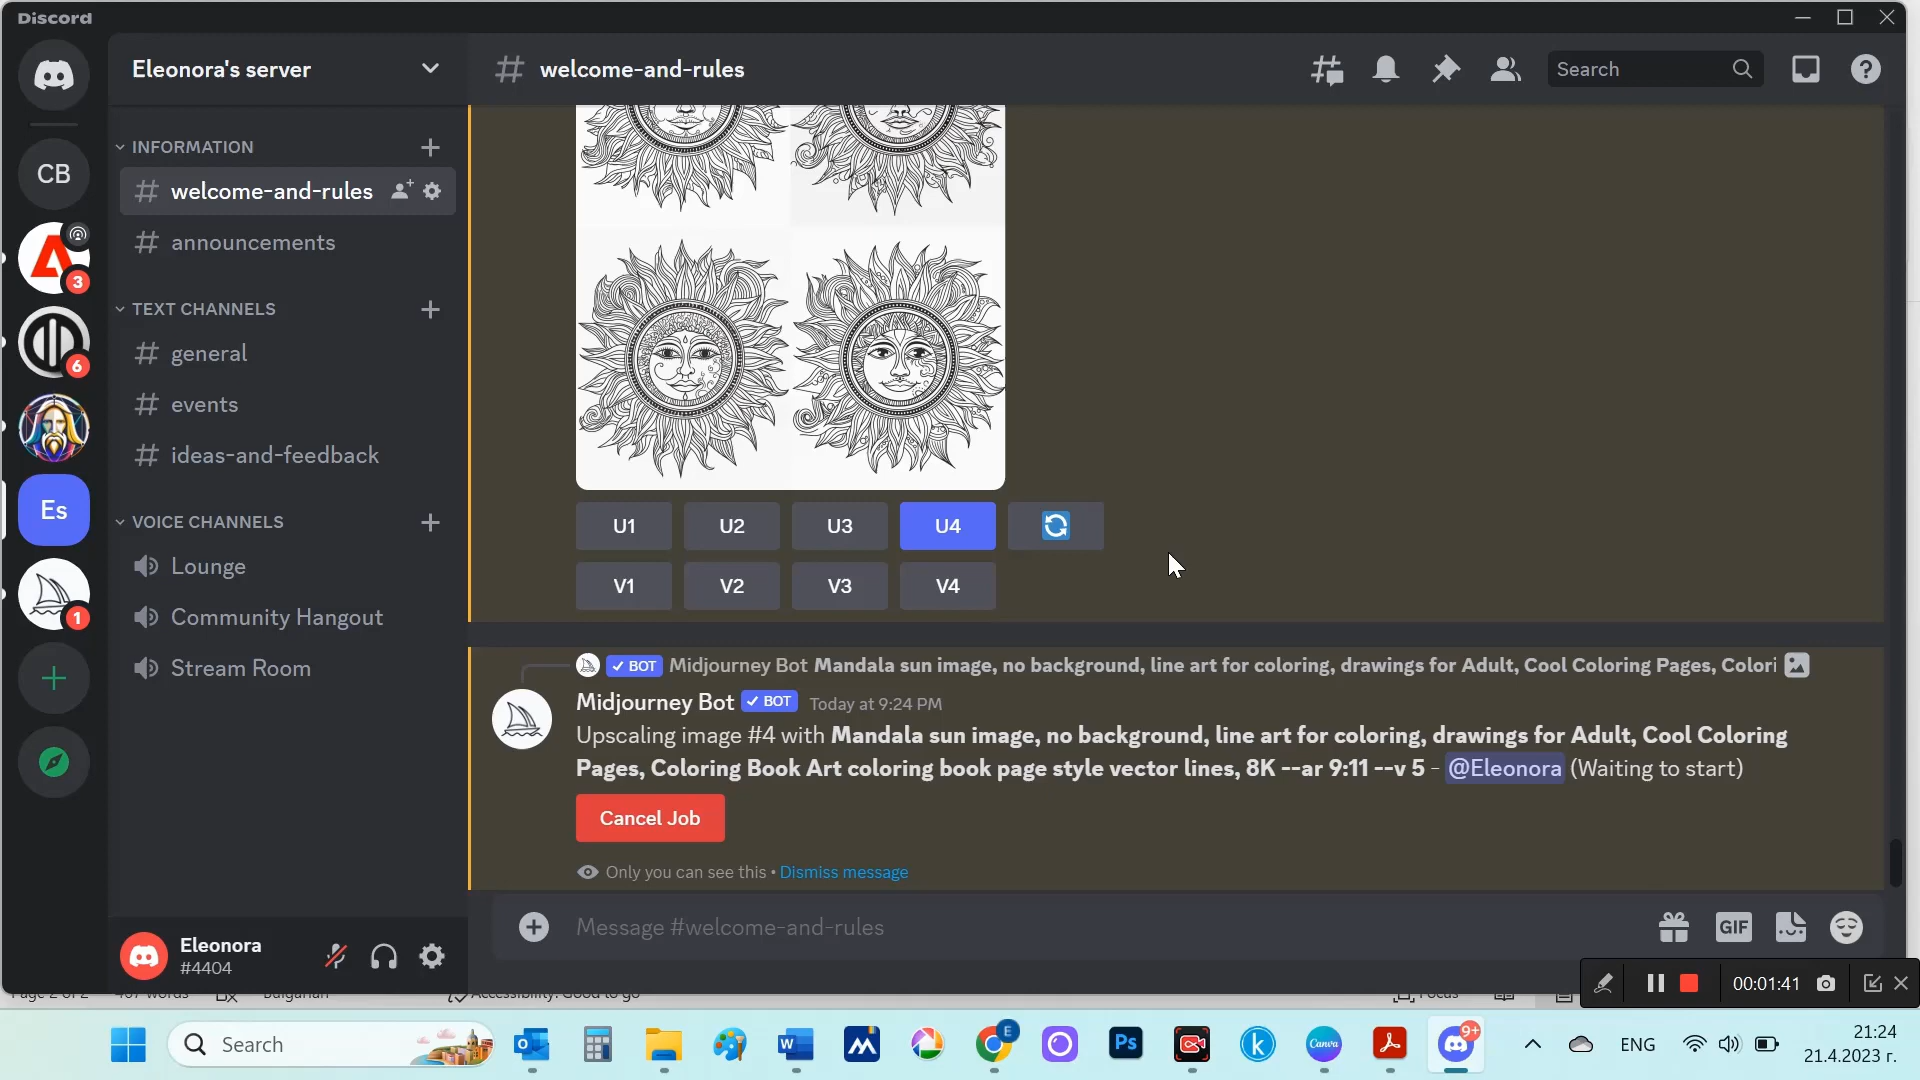 Discord
Eleonora's server
welcome-and-rules
Search
INFORMATION
welcome-and-rules
announcements
TEXT CHANNELS
general
events
ideas-and-feedback
VOICE CHANNELS
Lounge
Community Hangout
Stream Room
CB
3
6
Es
1
U1 U2 U3 U4
V1 V2 V3 V4
BOT Midjourney Bot Mandala sun image, no background, line art for coloring, drawings for Adult, Cool Coloring Pages, Colori
Midjourney Bot BOT Today at 9:24 PM
Upscaling image #4 with Mandala sun image, no background, line art for coloring, drawings for Adult, Cool Coloring
Pages, Coloring Book Art coloring book page style vector lines, 8K --ar 9:11 --v 5 - @Eleonora (Waiting to start)
Cancel Job
Only you can see this • Dismiss message
Message #welcome-and-rules
GIF
Eleonora
#4404
00:01:41
Search
W
E
Ps
k
Canva
9+
ENG
21:24
21.4.2023 г.